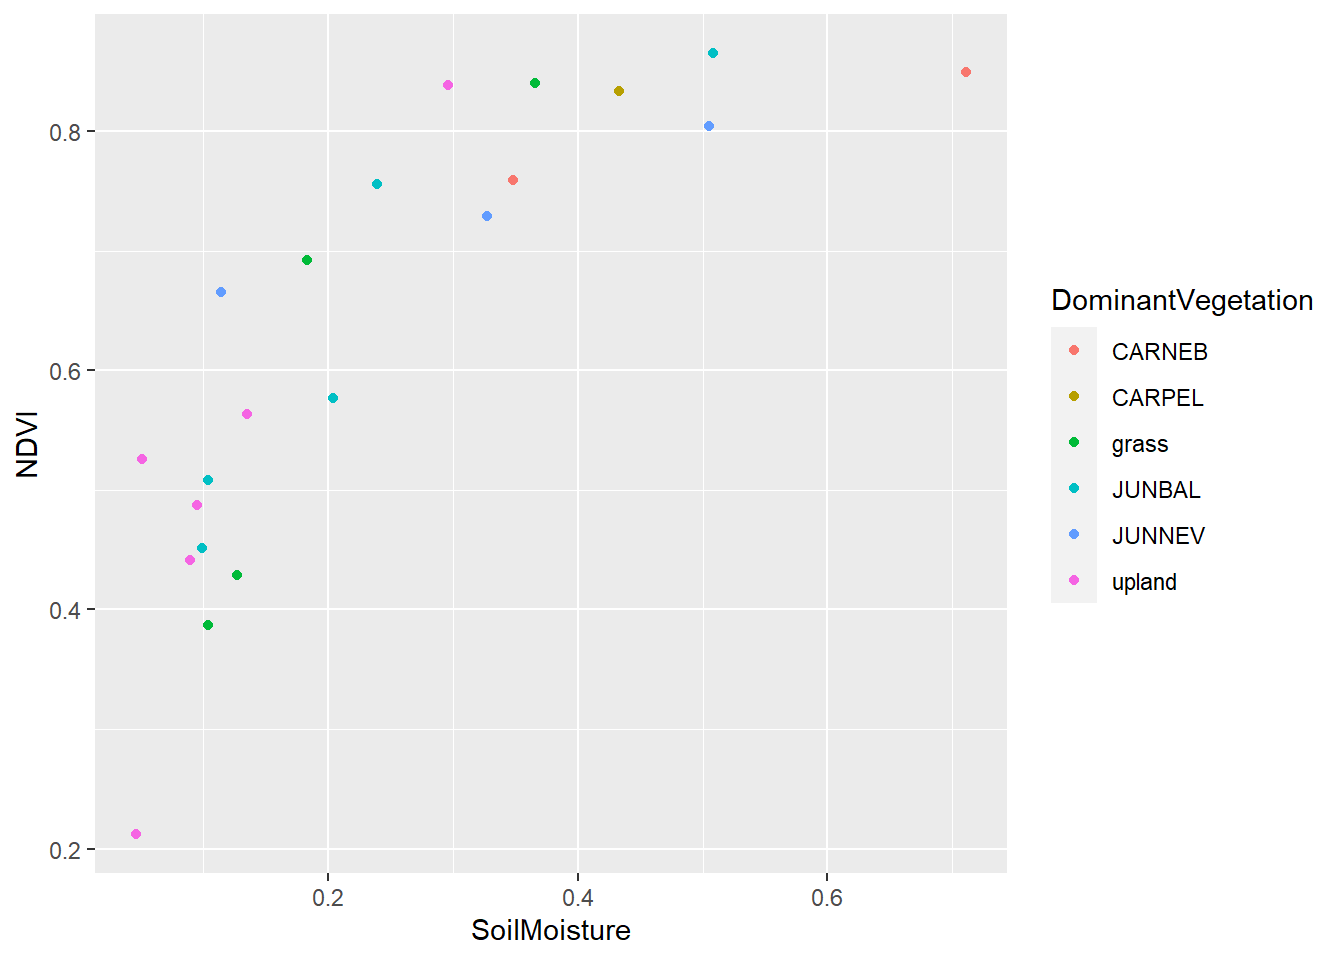 0.8
0.6
0.4
0.2
NDVI
0.2 0.4 0.6
SoilMoisture
DominantVegetation
CARNEB
CARPEL
grass
JUNBAL
JUNNEV
upland